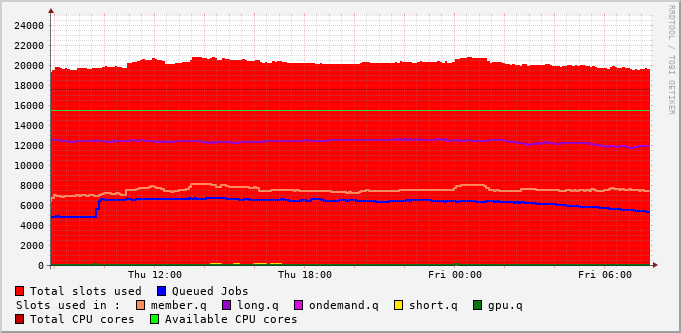 24000
22000
20000
18000
16000
14000
12000
10000
8000
6000
4000
2000
0
Thu 12:00 Thu 18:00 Fri 00:00 Fri 06:00
Total slots used Queued Jobs
Slots used in : member.q long.q ondemand.q short.q gpu.q
Total CPU cores Available CPU cores
RRDTOOL / TOBI OETIKER